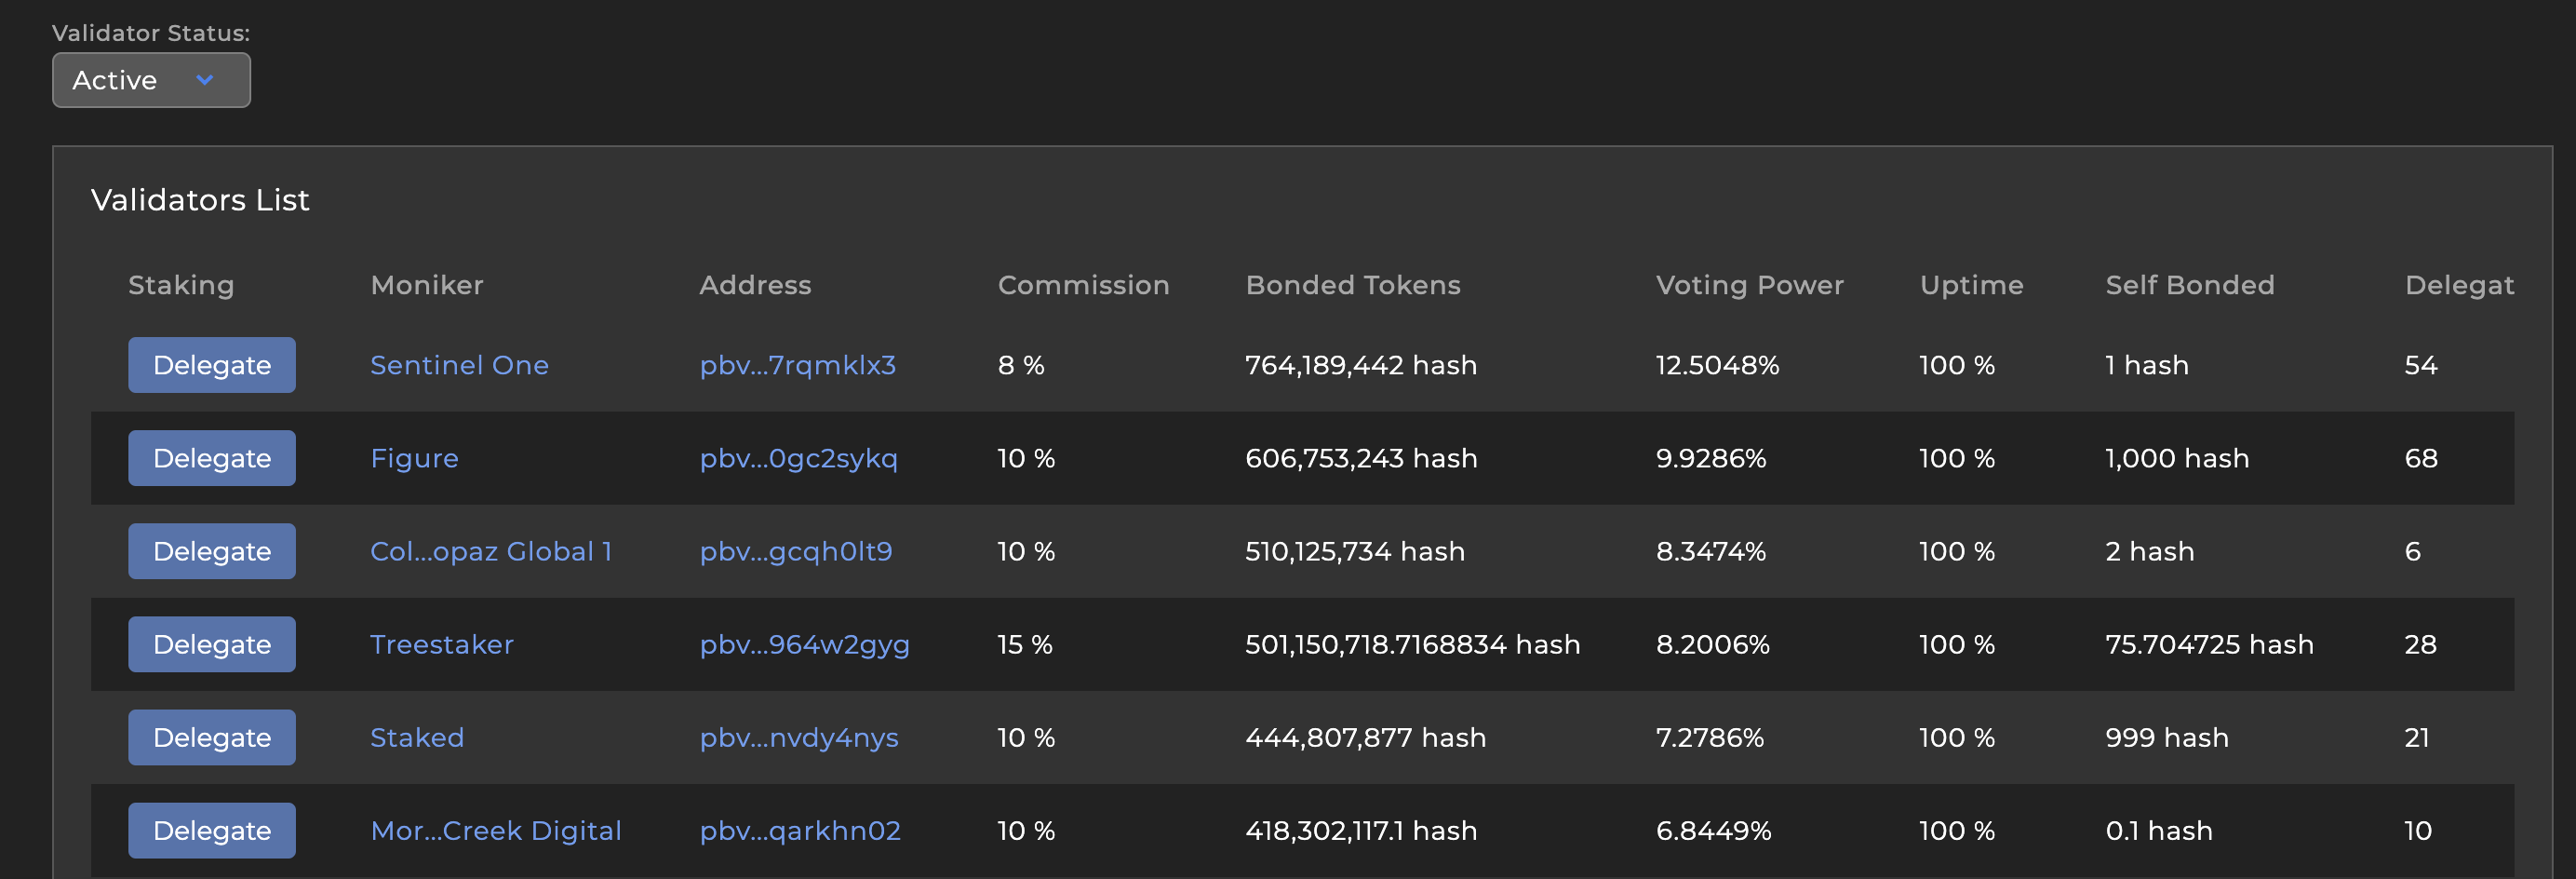 Validator Status:
Active
Validators List
Staking Moniker Address Commission Bonded Tokens Voting Power Uptime Self Bonded Delegat
Delegate Sentinel One pbv...7rqmklx3 8 % 764,189,442 hash 12.5048% 100 % 1 hash 54
Delegate Figure pbv...0gc2sykq 10 % 606,753,243 hash 9.9286% 100 % 1,000 hash 68
Delegate Col...opaz Global 1 pbv...gcqh0lt9 10 % 510,125,734 hash 8.3474% 100 % 2 hash 6
Delegate Treestaker pbv...964w2gyg 15 % 501,150,718.7168834 hash 8.2006% 100 % 75.704725 hash 28
Delegate Staked pbv...nvdy4nys 10 % 444,807,877 hash 7.2786% 100 % 999 hash 21
Delegate Mor...Creek Digital pbv...qarkhn02 10 % 418,302,117.1 hash 6.8449% 100 % 0.1 hash 10